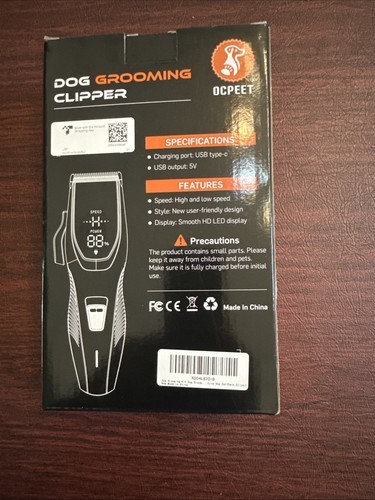 DOG GROOMING
CLIPPER
OCPEET
SPECIFICATIONS
Charging port: USB type-c
USB output: 5V
FEATURES
Speed: High and low speed
Style: New user-friendly design
Display: Smooth HD LED display
SPEED
H
POWER
88%
Precautions
The product contains small parts. Please
keep it away from children and pets.
Make sure it is fully charged before initial
use.
FC CE Made In China